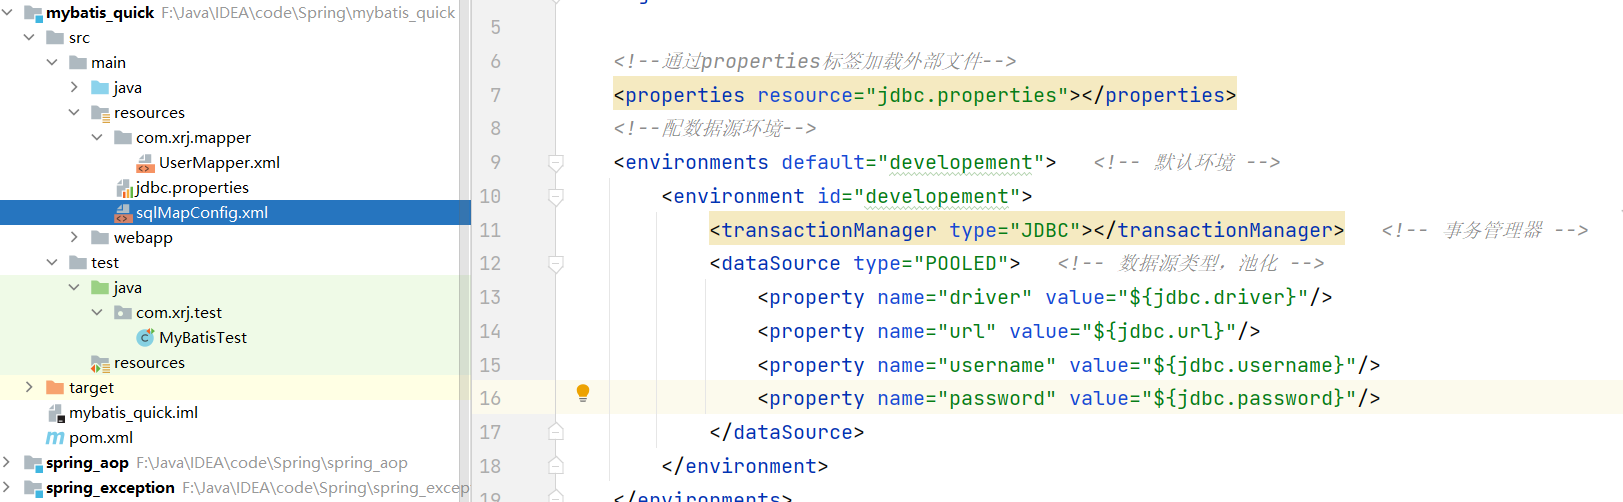 mybatis_quick F:\Java\IDEA\code\Spring\mybatis_quick
src
main
java
resources
com.xrj.mapper
UserMapper.xml
jdbc.properties
sqlMapConfig.xml
webapp
test
java
com.xrj.test
MyBatisTest
resources
target
mybatis_quick.iml
pom.xml
spring_aop F:\Java\IDEA\code\Spring\spring_aop
spring_exception F:\Java\IDEA\code\Spring\spring_excep
5
6 <!--通过properties标签加载外部文件-->
7 <properties resource="jdbc.properties"></properties>
8 <!--配数据源环境-->
9 <environments default="developement"> <!-- 默认环境 -->
10 <environment id="developement">
11 <transactionManager type="JDBC"></transactionManager> <!-- 事务管理器 -->
12 <dataSource type="POOLED"> <!-- 数据源类型，池化 -->
13 <property name="driver" value="${jdbc.driver}"/>
14 <property name="url" value="${jdbc.url}"/>
15 <property name="username" value="${jdbc.username}"/>
16 <property name="password" value="${jdbc.password}"/>
17 </dataSource>
18 </environment>
19 </environments>